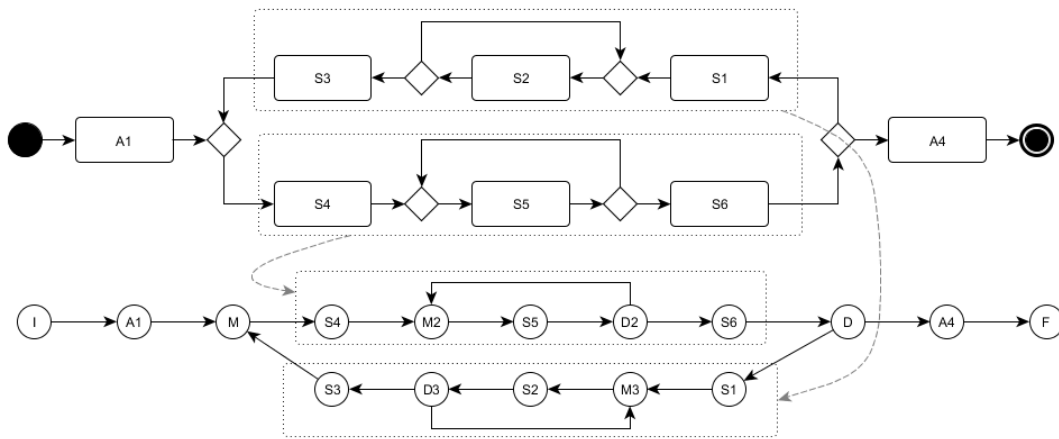 S3 S2 S1
A1 A4
S4 S5 S6
I A1 M S4 M2 S5 D2 S6 D A4 F
S3 D3 S2 M3 S1